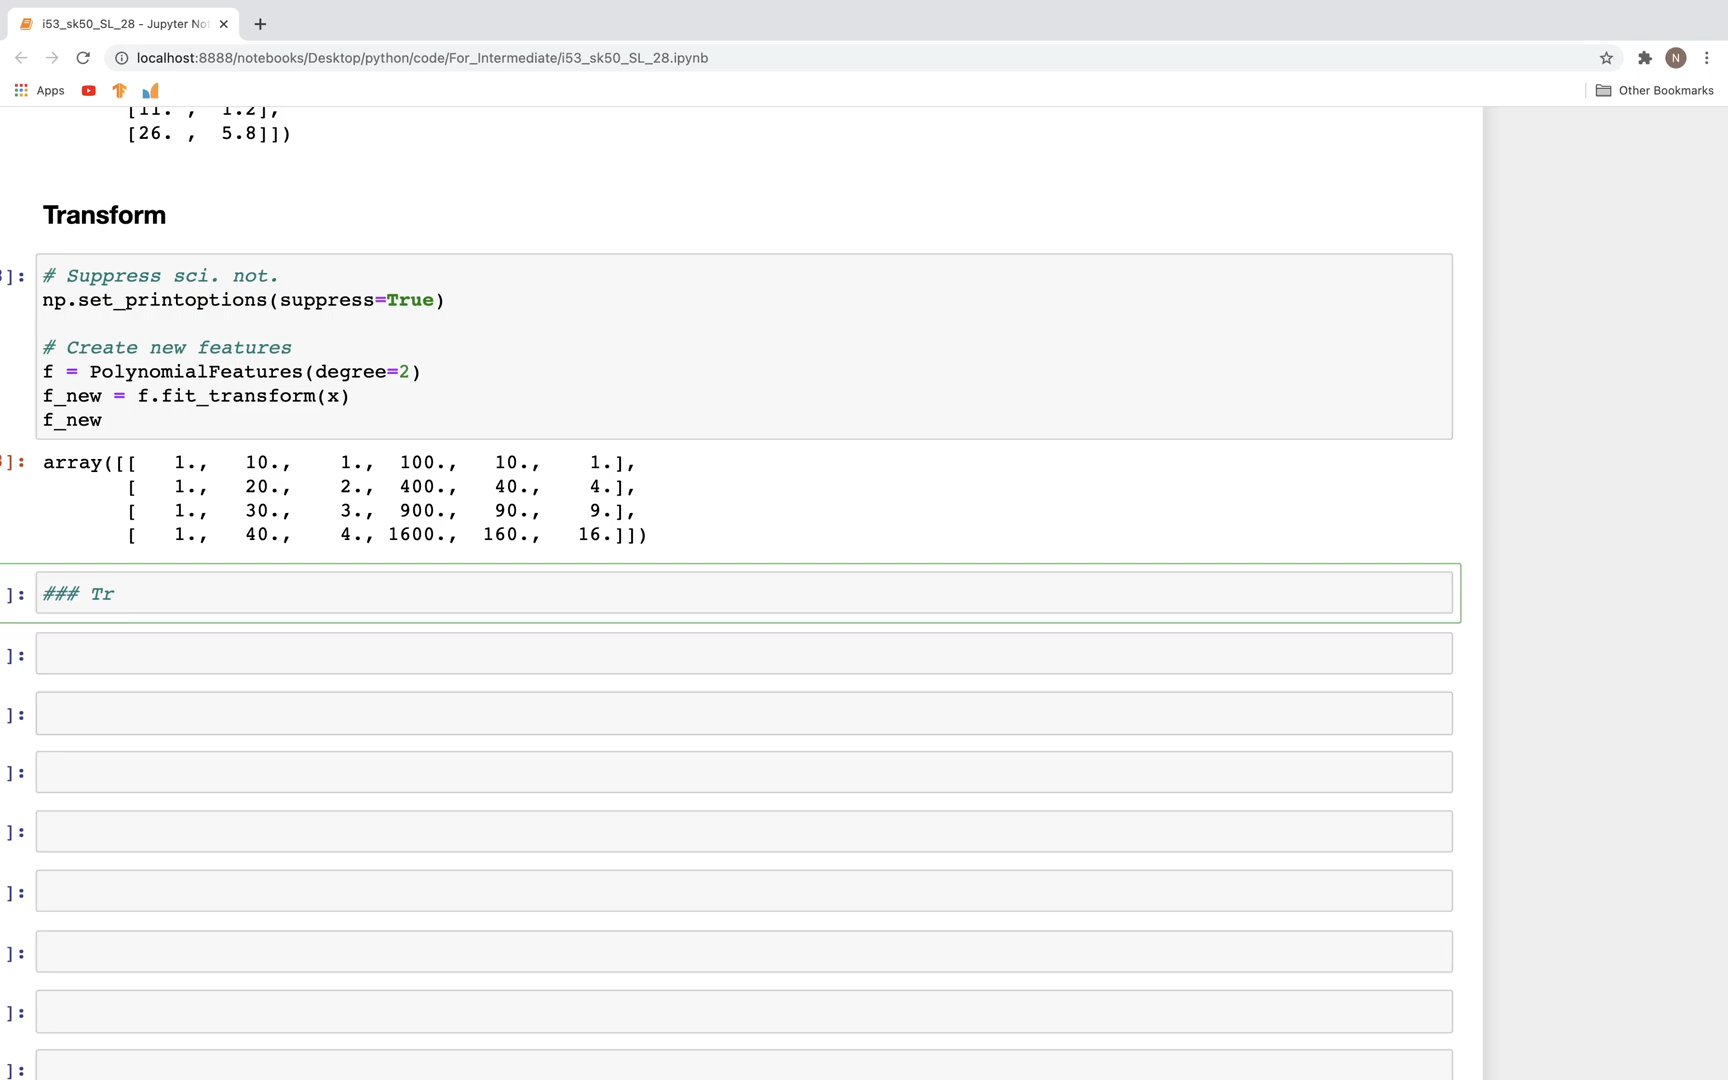 i53_sk50_SL_28 - Jupyter No
localhost:8888/notebooks/Desktop/python/code/For_Intermediate/i53_sk50_SL_28.ipynb
N
Apps
Other Bookmarks
[11. ,   1.2],
[26. ,   5.8]])
Transform
]:
# Suppress sci. not.
np.set_printoptions(suppress=True)
# Create new features
f = PolynomialFeatures(degree=2)
f_new = f.fit_transform(x)
f_new
]:
array([[   1.,   10.,    1.,  100.,   10.,    1.],
[   1.,   20.,    2.,  400.,   40.,    4.],
[   1.,   30.,    3.,  900.,   90.,    9.],
[   1.,   40.,    4., 1600.,  160.,   16.]])
]:
### Tr
]:
]:
]:
]:
]:
]:
]:
]: